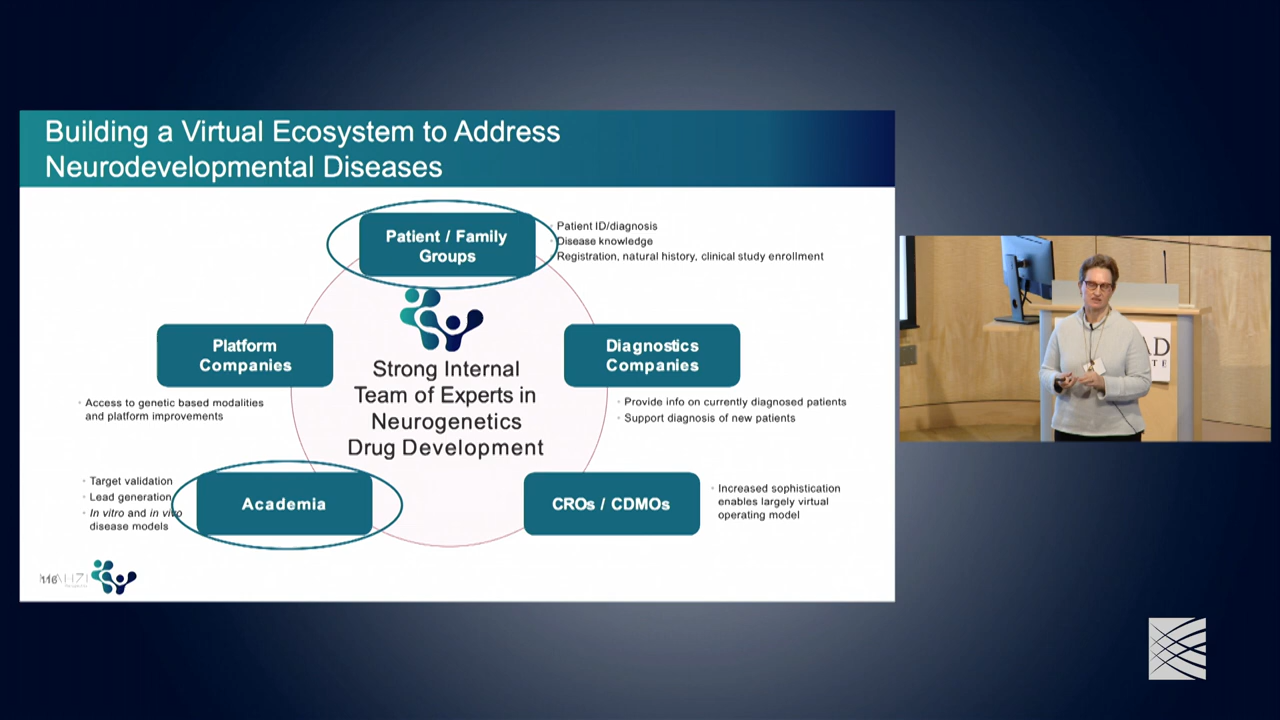 Building a Virtual Ecosystem to Address
Neurodevelopmental Diseases
Patient / Family
Groups
Patient ID/diagnosis
Disease knowledge
Registration, natural history, clinical study enrollment
Platform
Companies
Access to genetic based modalities
and platform improvements
Strong Internal
Team of Experts in
Neurogenetics
Drug Development
Diagnostics
Companies
Provide info on currently diagnosed patients
Support diagnosis of new patients
Target validation
Lead generation
In vitro and in vivo
disease models
Academia
CROs / CDMOs
Increased sophistication
enables largely virtual
operating model
116